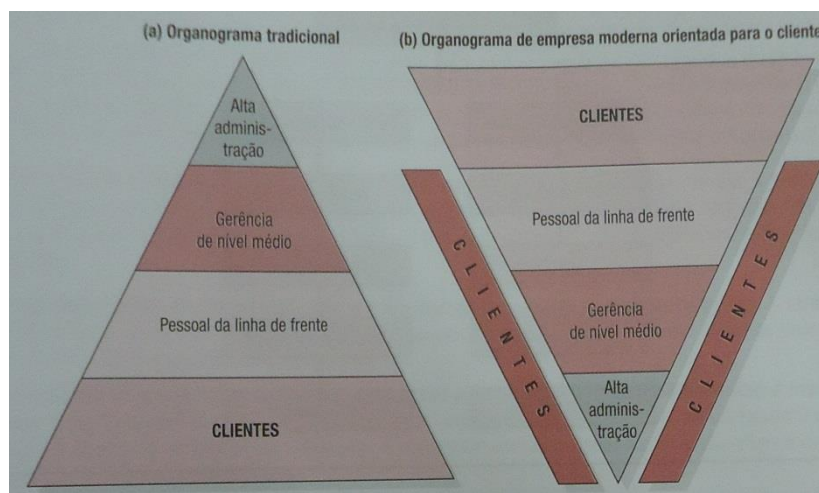 (a) Organograma tradicional
Alta
adminis-
tração
Gerência
de nível médio
Pessoal da linha de frente
CLIENTES
(b) Organograma de empresa moderna orientada para o cliente
CLIENTES
Pessoal da linha de frente
Gerência
de nível médio
Alta
adminis-
tração
CLIENTES
CLIENTES